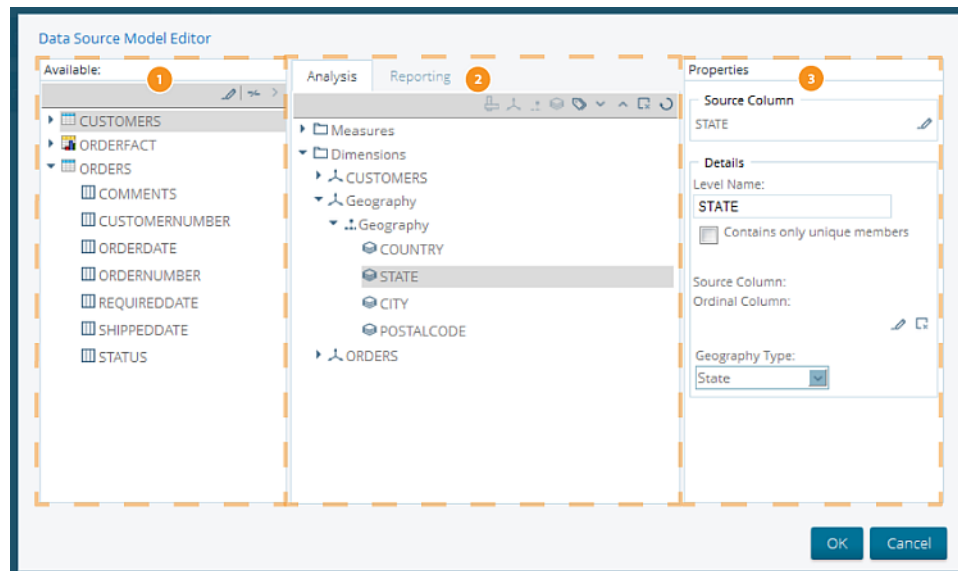 Data Source Model Editor
Available:
1
CUSTOMERS
ORDERFACT
ORDERS
COMMENTS
CUSTOMERNUMBER
ORDERDATE
ORDERNUMBER
REQUIREDDATE
SHIPPEDDATE
STATUS
Analysis Reporting 2
Measures
Dimensions
CUSTOMERS
Geography
Geography
COUNTRY
STATE
CITY
POSTALCODE
ORDERS
Properties
3
Source Column
STATE
Details
Level Name:
STATE
Contains only unique members
Source Column:
Ordinal Column:
Geography Type:
State
OK Cancel